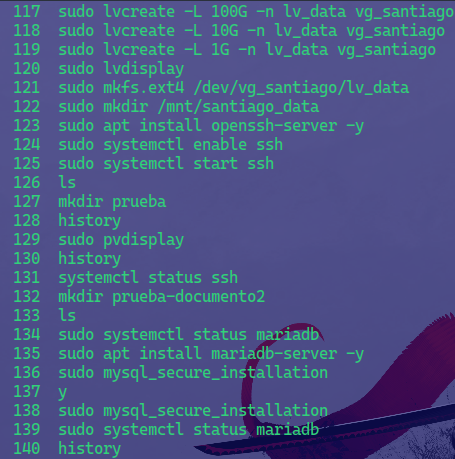 117 sudo lvcreate -L 100G -n lv_data vg_santiago
118 sudo lvcreate -L 10G -n lv_data vg_santiago
119 sudo lvcreate -L 1G -n lv_data vg_santiago
120 sudo lvdisplay
121 sudo mkfs.ext4 /dev/vg_santiago/lv_data
122 sudo mkdir /mnt/santiago_data
123 sudo apt install openssh-server -y
124 sudo systemctl enable ssh
125 sudo systemctl start ssh
126 ls
127 mkdir prueba
128 history
129 sudo pvdisplay
130 history
131 systemctl status ssh
132 mkdir prueba-documento2
133 ls
134 sudo systemctl status mariadb
135 sudo apt install mariadb-server -y
136 sudo mysql_secure_installation
137 y
138 sudo mysql_secure_installation
139 sudo systemctl status mariadb
140 history